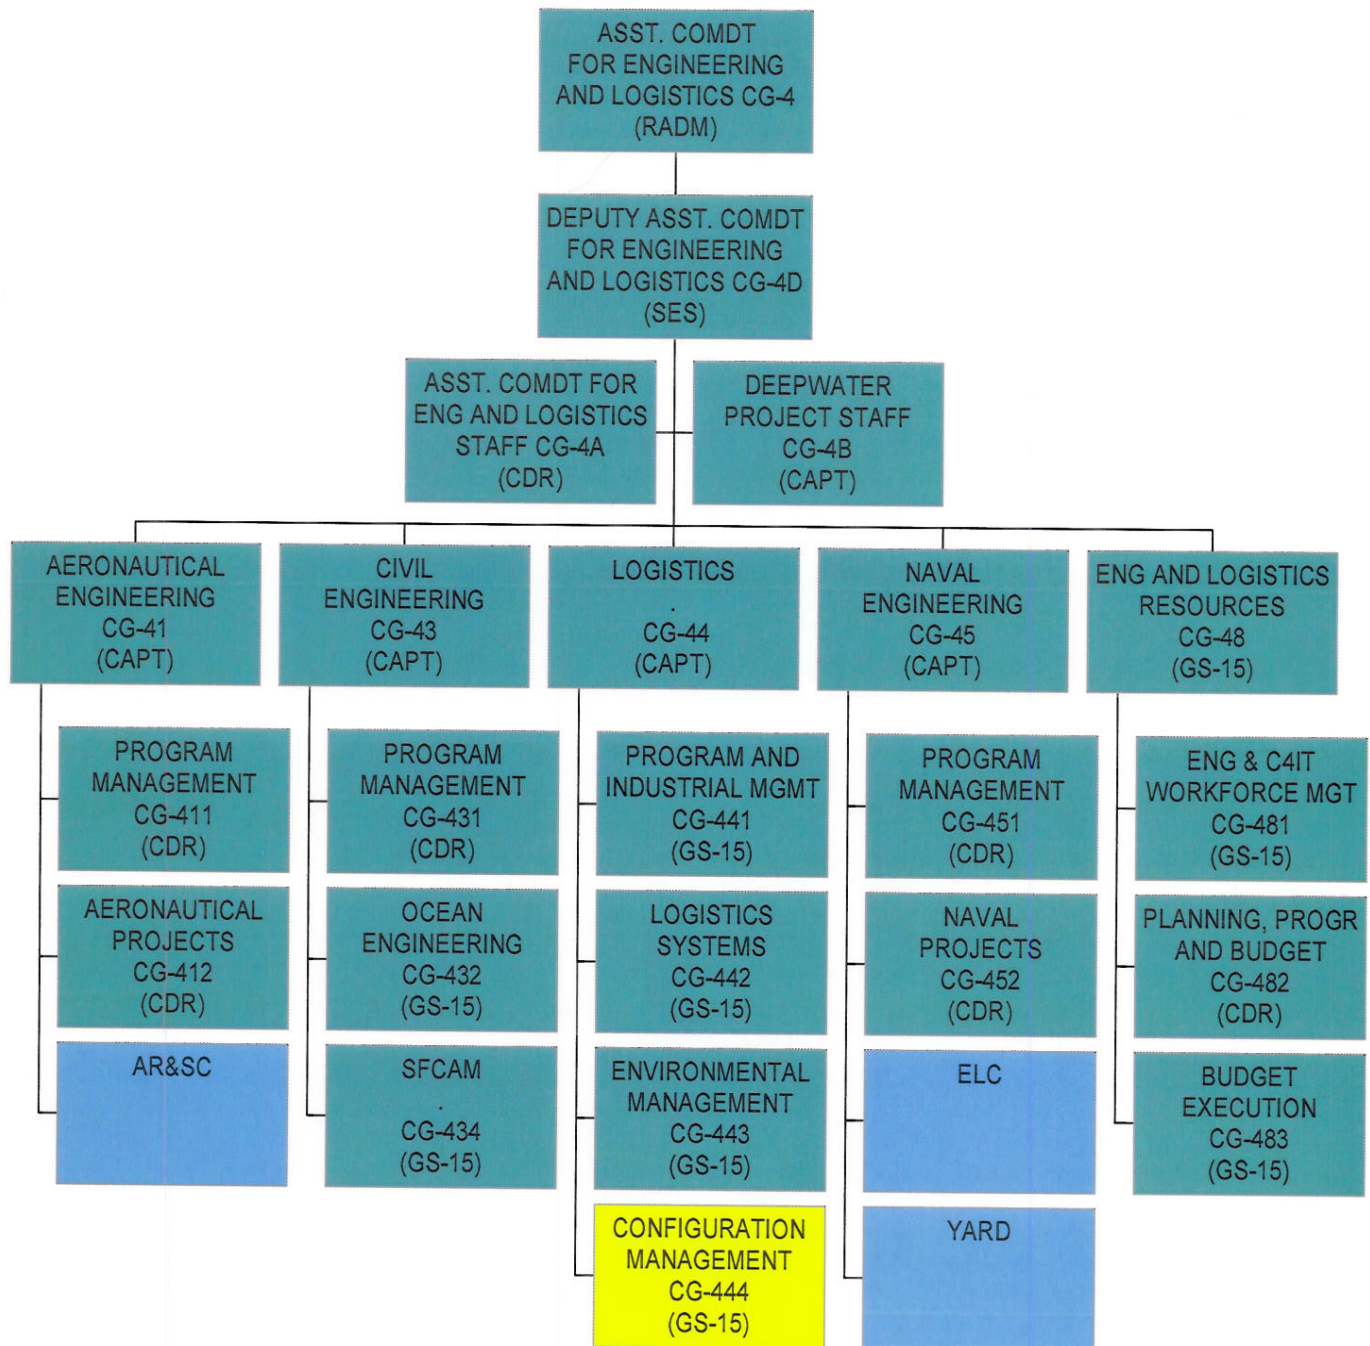 ASST. COMDT
FOR ENGINEERING
AND LOGISTICS CG-4
(RADM)
DEPUTY ASST. COMDT
FOR ENGINEERING
AND LOGISTICS CG-4D
(SES)
ASST. COMDT FOR
ENG AND LOGISTICS
STAFF CG-4A
(CDR)
DEEPWATER
PROJECT STAFF
CG-4B
(CAPT)
AERONAUTICAL
ENGINEERING
CG-41
(CAPT)
CIVIL
ENGINEERING
CG-43
(CAPT)
LOGISTICS
.
CG-44
(CAPT)
NAVAL
ENGINEERING
CG-45
(CAPT)
ENG AND LOGISTICS
RESOURCES
CG-48
(GS-15)
PROGRAM
MANAGEMENT
CG-411
(CDR)
PROGRAM
MANAGEMENT
CG-431
(CDR)
PROGRAM AND
INDUSTRIAL MGMT
CG-441
(GS-15)
PROGRAM
MANAGEMENT
CG-451
(CDR)
ENG & C4IT
WORKFORCE MGT
CG-481
(GS-15)
AERONAUTICAL
PROJECTS
CG-412
(CDR)
OCEAN
ENGINEERING
CG-432
(GS-15)
LOGISTICS
SYSTEMS
CG-442
(GS-15)
NAVAL
PROJECTS
CG-452
(CDR)
PLANNING, PROGR
AND BUDGET
CG-482
(CDR)
AR&SC
SFCAM
.
CG-434
(GS-15)
ENVIRONMENTAL
MANAGEMENT
CG-443
(GS-15)
ELC
BUDGET
EXECUTION
CG-483
(GS-15)
CONFIGURATION
MANAGEMENT
CG-444
(GS-15)
YARD